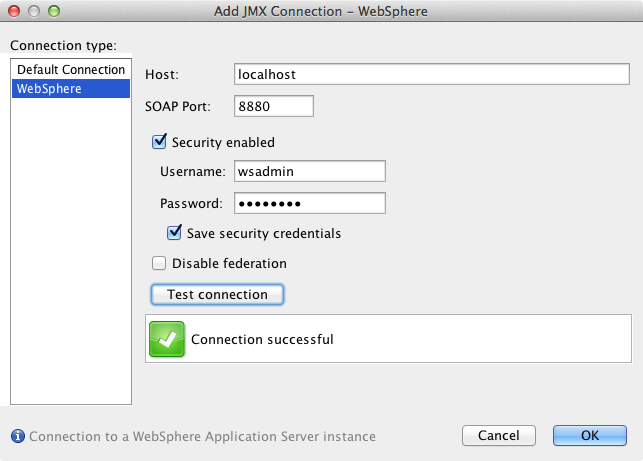 Add JMX Connection – WebSphere
Connection type:
Default Connection
WebSphere
Host: localhost
SOAP Port: 8880
Security enabled
Username: wsadmin
Password: ●●●●●●●●
Save security credentials
Disable federation
Test connection
Connection successful
Connection to a WebSphere Application Server instance
Cancel
OK